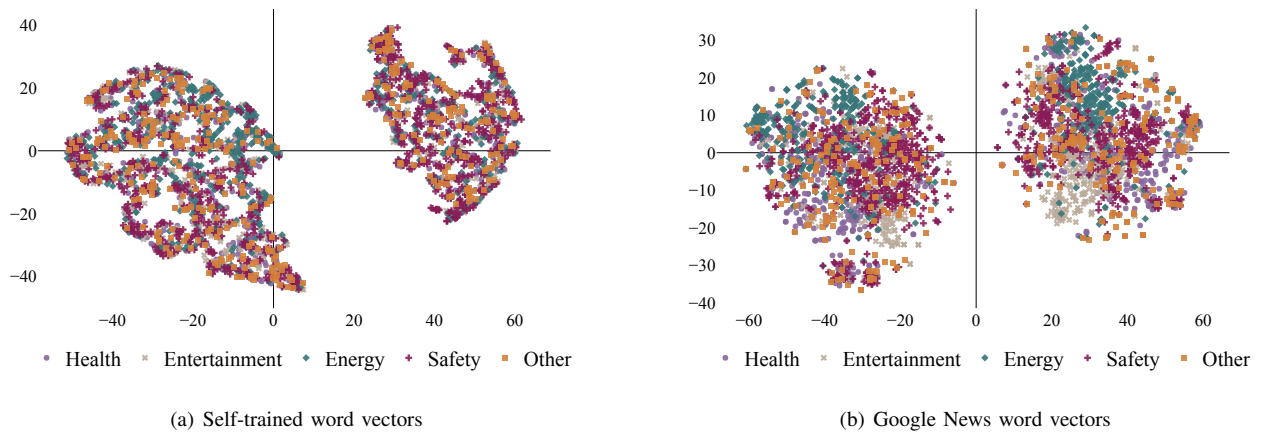 40
20
0
−20
−40
−40 −20 0 20 40 60
Health Entertainment Energy Safety Other
(a) Self-trained word vectors
30
20
10
0
−10
−20
−30
−40
−60 −40 −20 0 20 40 60
Health Entertainment Energy Safety Other
(b) Google News word vectors